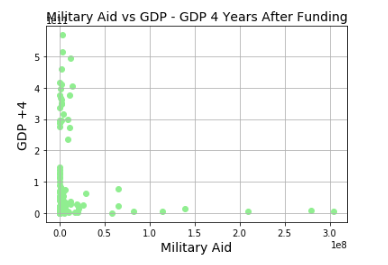 Military Aid vs GDP - GDP 4 Years After Funding
1e11
5
4
3
2
1
0
GDP +4
0.0 0.5 1.0 1.5 2.0 2.5 3.0
1e8
Military Aid